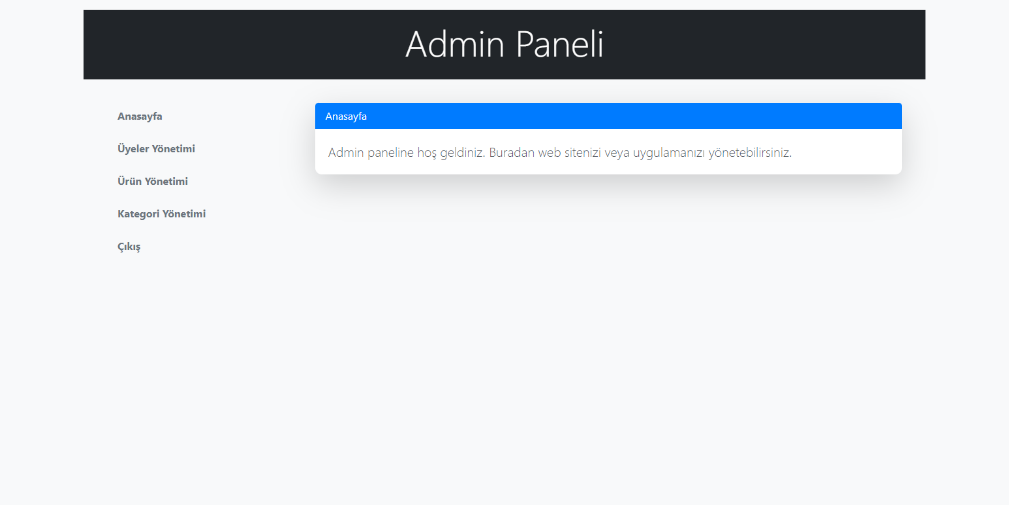 Admin Paneli
Anasayfa
Üyeler Yönetimi
Ürün Yönetimi
Kategori Yönetimi
Çıkış
Anasayfa
Admin paneline hoş geldiniz. Buradan web sitenizi veya uygulamanızı yönetebilirsiniz.